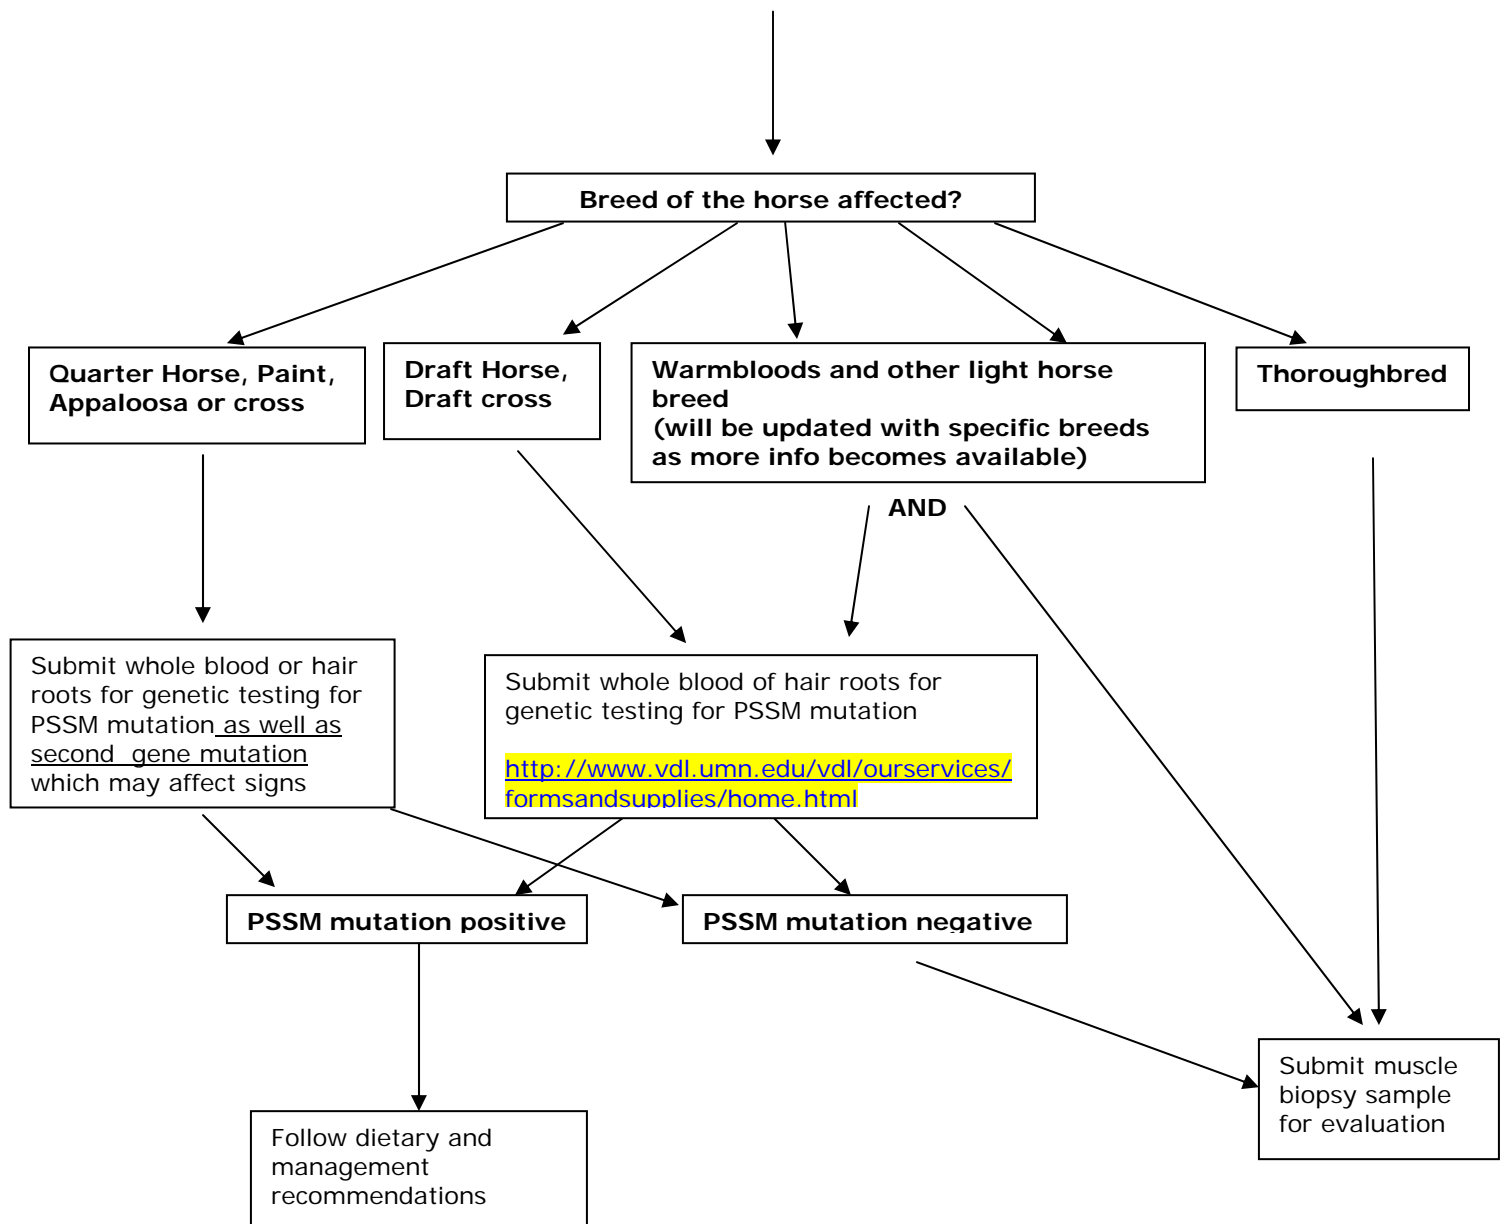 Breed of the horse affected?
Quarter Horse, Paint,
Appaloosa or cross
Draft Horse,
Draft cross
Warmbloods and other light horse
breed
(will be updated with specific breeds
as more info becomes available)
Thoroughbred
AND
Submit whole blood or hair
roots for genetic testing for
PSSM mutation as well as
second gene mutation
which may affect signs
Submit whole blood of hair roots for
genetic testing for PSSM mutation
http://www.vdl.umn.edu/vdl/ourservices/
formsandsupplies/home.html
PSSM mutation positive
PSSM mutation negative
Submit muscle
biopsy sample
for evaluation
Follow dietary and
management
recommendations